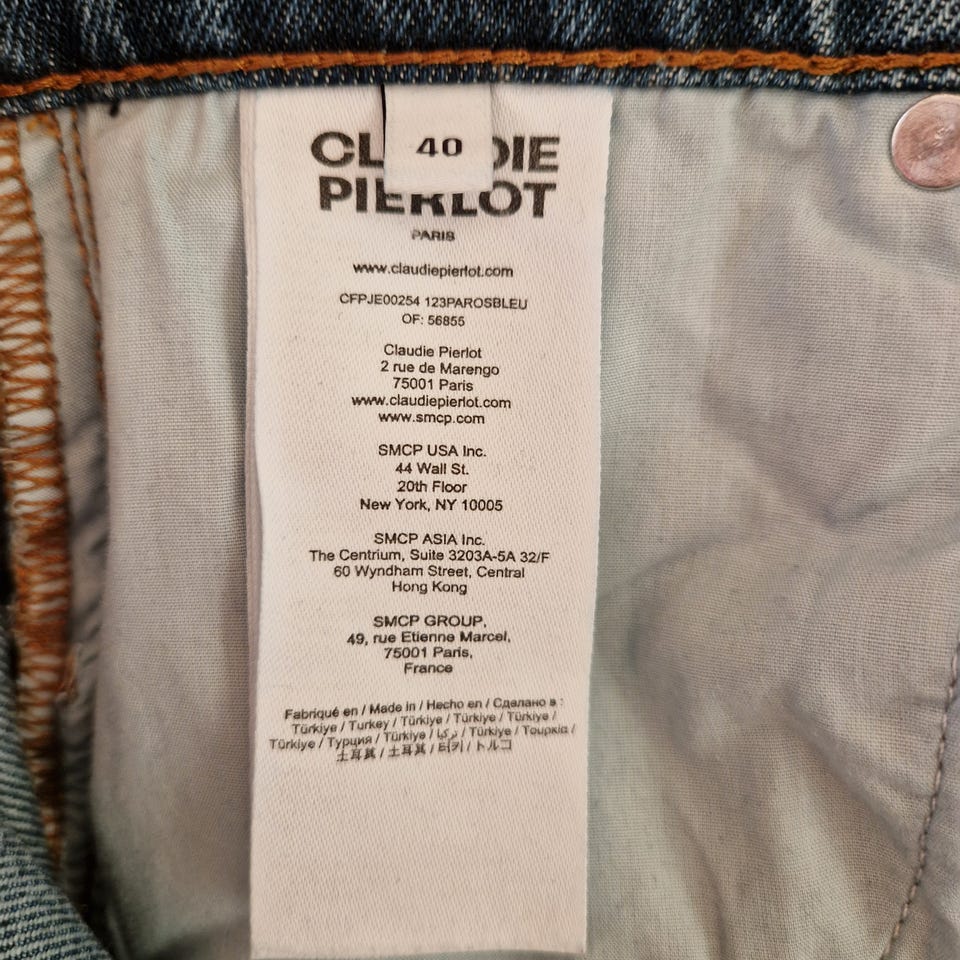 40
CLAUDIE
PIERLOT
PARIS
www.claudiepierlot.com
CFPJE00254 123PAROSBLEU
OF: 56855
Claudie Pierlot
2 rue de Marengo
75001 Paris
www.claudiepierlot.com
www.smcp.com
SMCP USA Inc.
44 Wall St.
20th Floor
New York, NY 10005
SMCP ASIA Inc.
The Centrium, Suite 3203A-5A 32/F
60 Wyndham Street, Central
Hong Kong
SMCP GROUP,
49, rue Etienne Marcel,
75001 Paris,
France
Fabriqué en / Made in / Hecho en / Сделано в :
Türkiye / Turkey / Türkiye / Türkiye / Türkiye /
Türkiye / Турция / Türkiye / تركيا / Türkiye / Τουρκία /
土耳其 / 土耳其 / 터키 / トルコ